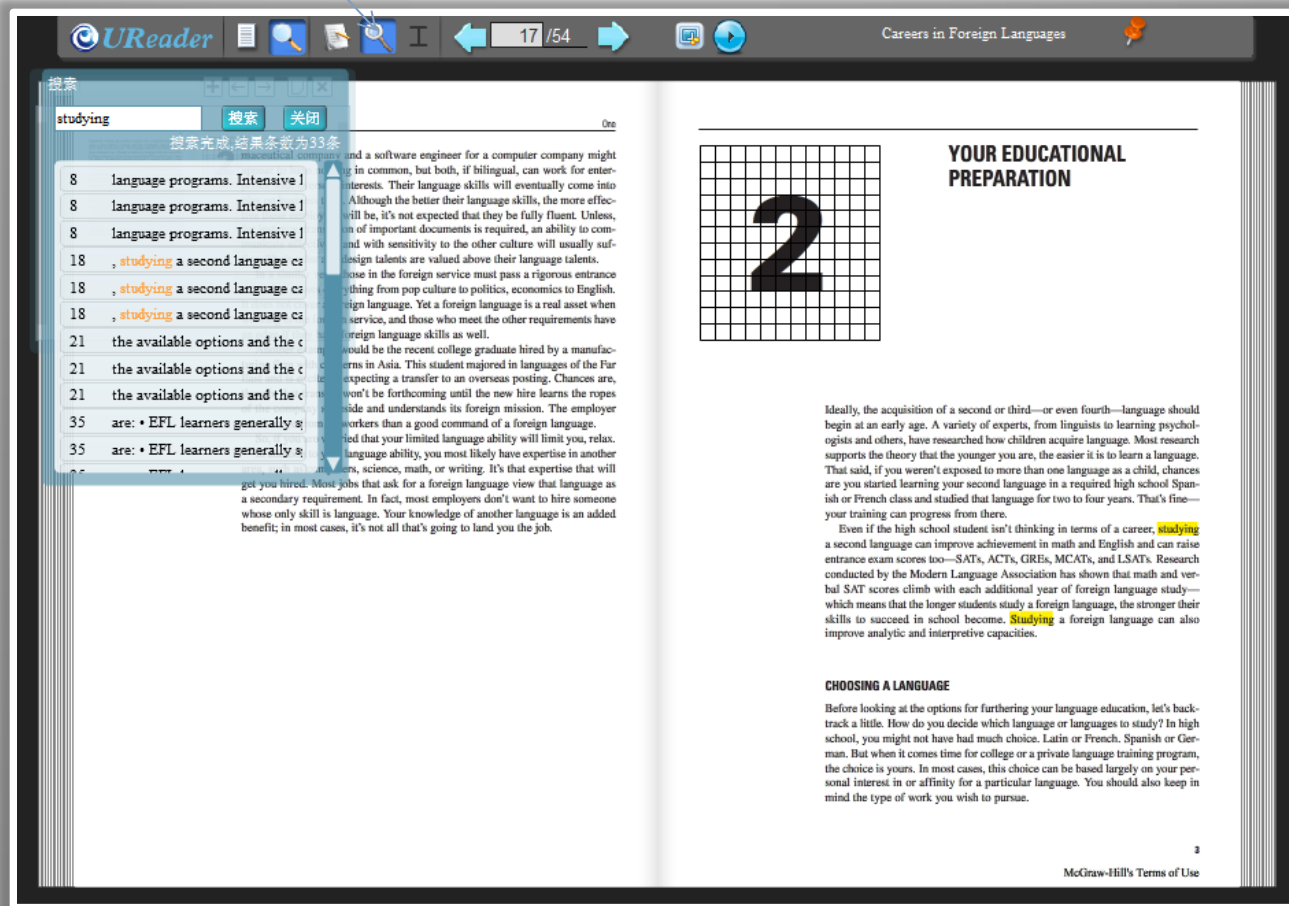 UReader
17 /54
Careers in Foreign Languages
搜索
studying
搜索
关闭
搜索完成,结果条数为33条
8 language programs. Intensive l
8 language programs. Intensive l
8 language programs. Intensive l
18 , studying a second language ca
18 , studying a second language ca
18 , studying a second language ca
21 the available options and the c
21 the available options and the c
21 the available options and the c
35 are: • EFL learners generally s
35 are: • EFL learners generally s
One
maceutical company and a software engineer for a computer company might
in common, but both, if bilingual, can work for enter-
interests. Their language skills will eventually come into
Although the better their language skills, the more effec-
will be, it's not expected that they be fully fluent. Unless,
of important documents is required, an ability to com-
and with sensitivity to the other culture will usually suf-
design talents are valued above their language talents.
those in the foreign service must pass a rigorous entrance
from pop culture to politics, economics to English.
foreign language. Yet a foreign language is a real asset when
service, and those who meet the other requirements have
foreign language skills as well.
would be the recent college graduate hired by a manufac-
in Asia. This student majored in languages of the Far
expecting a transfer to an overseas posting. Chances are,
won't be forthcoming until the new hire learns the ropes
and understands its foreign mission. The employer
workers than a good command of a foreign language.
that your limited language ability will limit you, relax.
language ability, you most likely have expertise in another
science, math, or writing. It's that expertise that will
get you hired. Most jobs that ask for a foreign language view that language as
a secondary requirement. In fact, most employers don't want to hire someone
whose only skill is language. Your knowledge of another language is an added
benefit; in most cases, it's not all that's going to land you the job.
YOUR EDUCATIONAL
PREPARATION
2
Ideally, the acquisition of a second or third—or even fourth—language should
begin at an early age. A variety of experts, from linguists to learning psychol-
ogists and others, have researched how children acquire language. Most research
supports the theory that the younger you are, the easier it is to learn a language.
That said, if you weren't exposed to more than one language as a child, chances
are you started learning your second language in a required high school Span-
ish or French class and studied that language for two to four years. That's fine—
your training can progress from there.
Even if the high school student isn't thinking in terms of a career, studying
a second language can improve achievement in math and English and can raise
entrance exam scores too—SATs, ACTs, GREs, MCATs, and LSATs. Research
conducted by the Modern Language Association has shown that math and ver-
bal SAT scores climb with each additional year of foreign language study—
which means that the longer students study a foreign language, the stronger their
skills to succeed in school become. Studying a foreign language can also
improve analytic and interpretive capacities.
CHOOSING A LANGUAGE
Before looking at the options for furthering your language education, let's back-
track a little. How do you decide which language or languages to study? In high
school, you might not have had much choice. Latin or French. Spanish or Ger-
man. But when it comes time for college or a private language training program,
the choice is yours. In most cases, this choice can be based largely on your per-
sonal interest in or affinity for a particular language. You should also keep in
mind the type of work you wish to pursue.
3
McGraw-Hill's Terms of Use